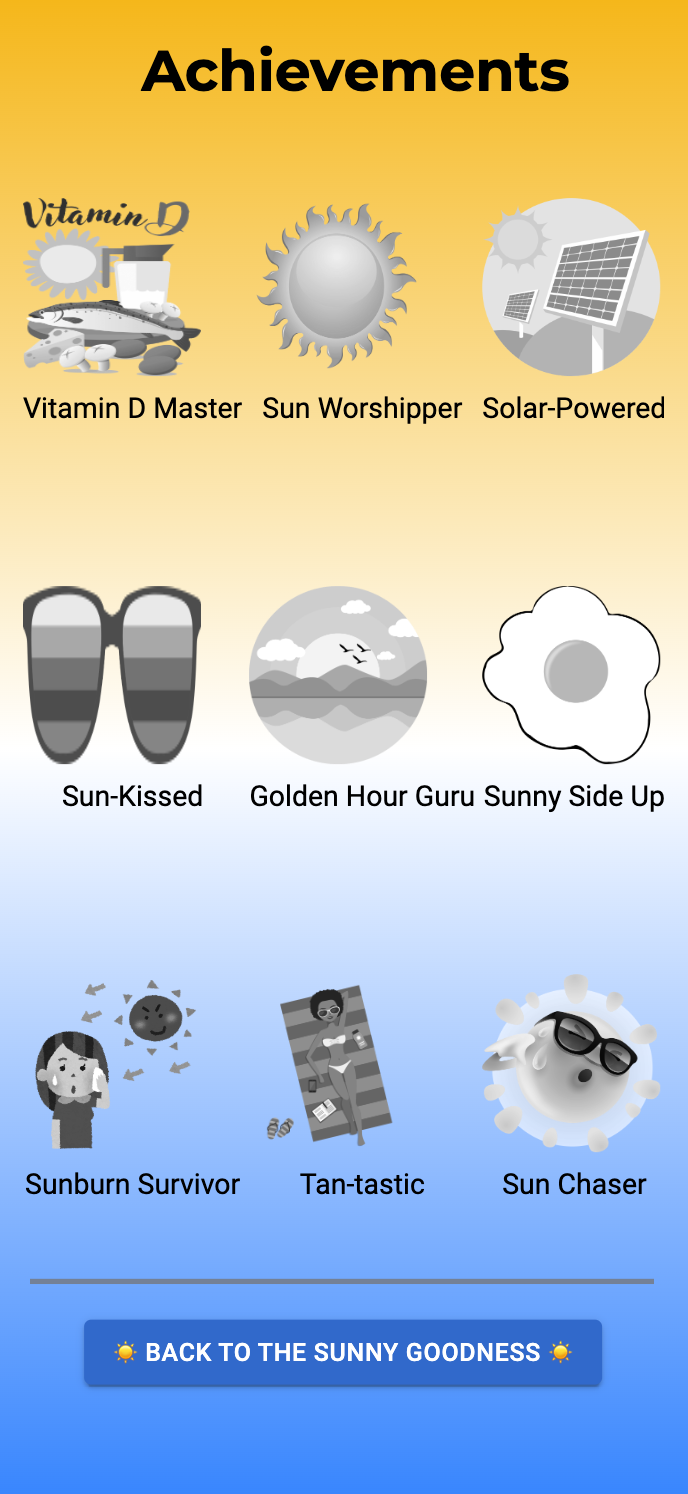 Achievements
Vitamin D
Vitamin D Master
Sun Worshipper
Solar-Powered
Sun-Kissed
Golden Hour Guru
Sunny Side Up
Sunburn Survivor
Tan-tastic
Sun Chaser
☀️ BACK TO THE SUNNY GOODNESS ☀️